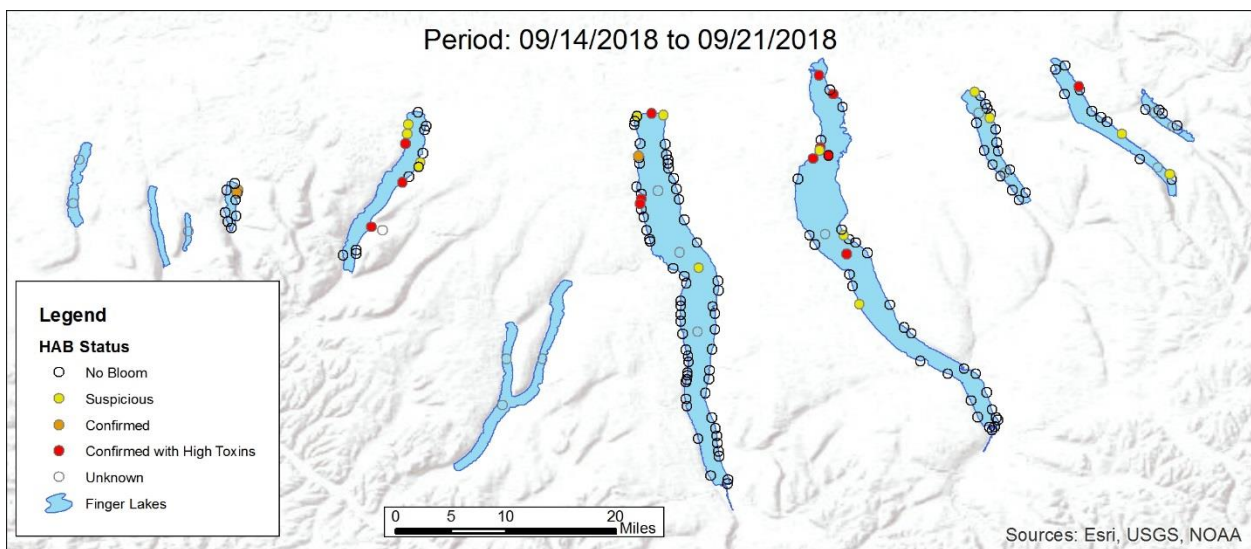 Period: 09/14/2018 to 09/21/2018
Legend
HAB Status
No Bloom
Suspicious
Confirmed
Confirmed with High Toxins
Unknown
Finger Lakes
0 5 10 20
Miles
Sources: Esri, USGS, NOAA